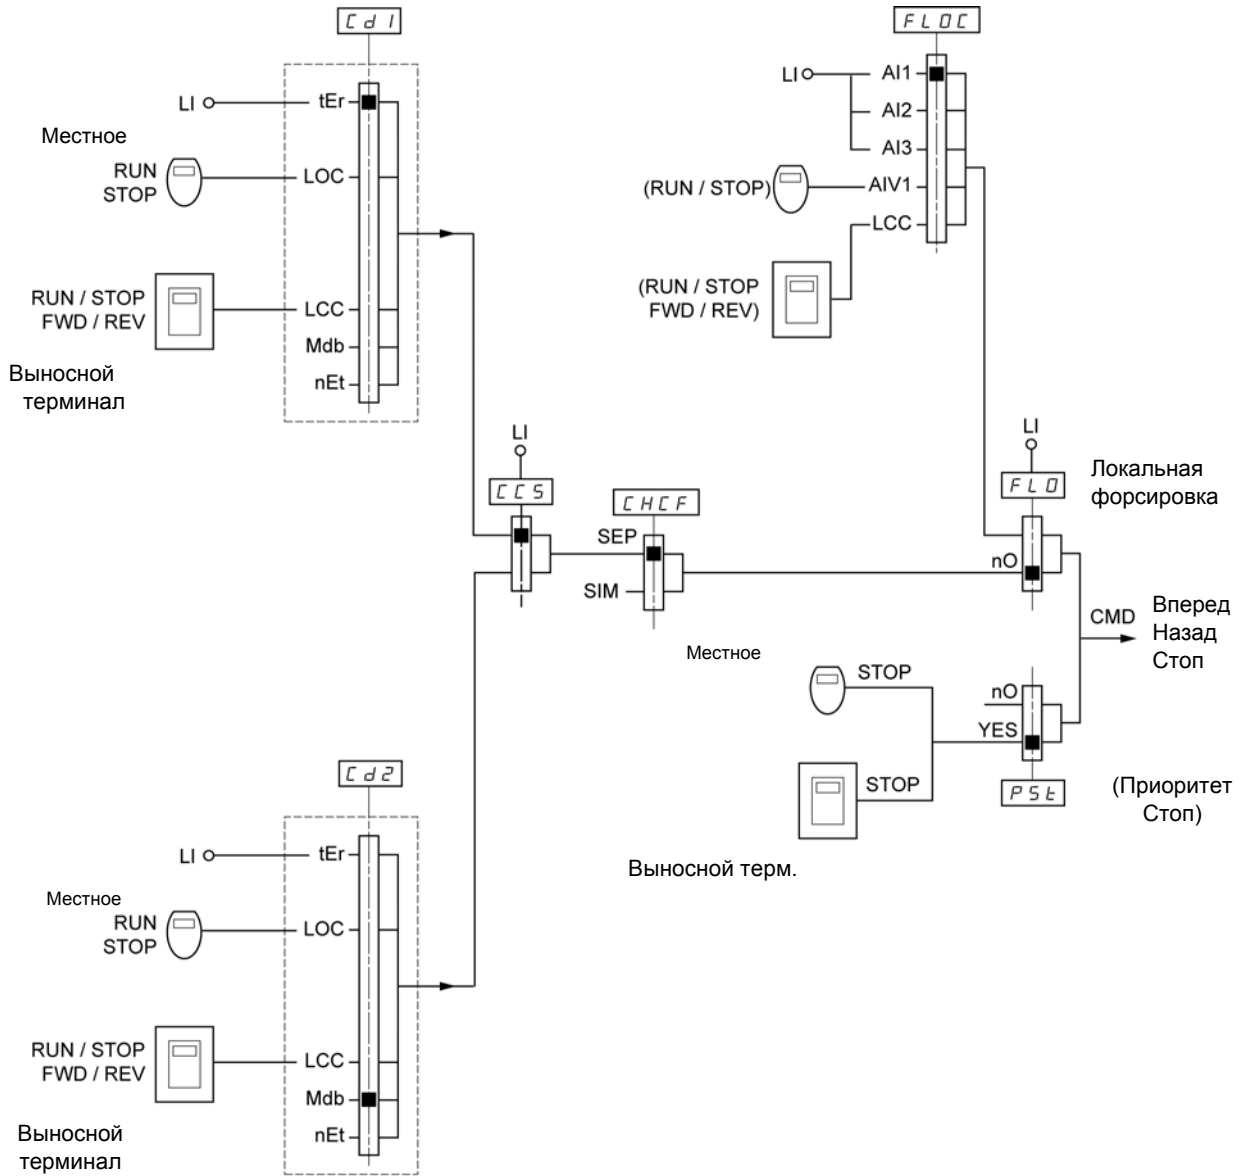 Cd1
LI
tEr
Местное
RUN
STOP
LOC
RUN / STOP
FWD / REV
LCC
Mdb
nEt
Выносной
терминал
FLOC
LI
AI1
AI2
AI3
(RUN / STOP)
AIV1
LCC
(RUN / STOP
FWD / REV)
LI
CCS
CHCF
SEP
SIM
LI
FLO
Локальная
форсировка
nO
CMD
Вперед
Назад
Стоп
Местное
STOP
nO
YES
STOP
PSt
(Приоритет
Стоп)
Выносной терм.
Cd2
LI
tEr
Местное
RUN
STOP
LOC
RUN / STOP
FWD / REV
LCC
Mdb
nEt
Выносной
терминал